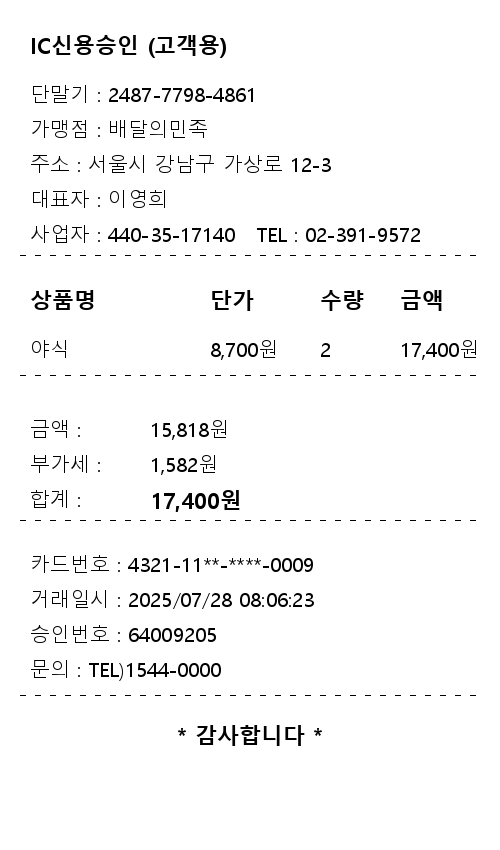 IC신용승인 (고객용)
단말기 : 2487-7798-4861
가맹점 : 배달의민족
주소 : 서울시 강남구 가상로 12-3
대표자 : 이영희
사업자 : 440-35-17140 TEL : 02-391-9572
상품명 단가 수량 금액
야식 8,700원 2 17,400원
금액 : 15,818원
부가세 : 1,582원
합계 : 17,400원
카드번호 : 4321-11**-****-0009
거래일시 : 2025/07/28 08:06:23
승인번호 : 64009205
문의 : TEL)1544-0000
* 감사합니다 *